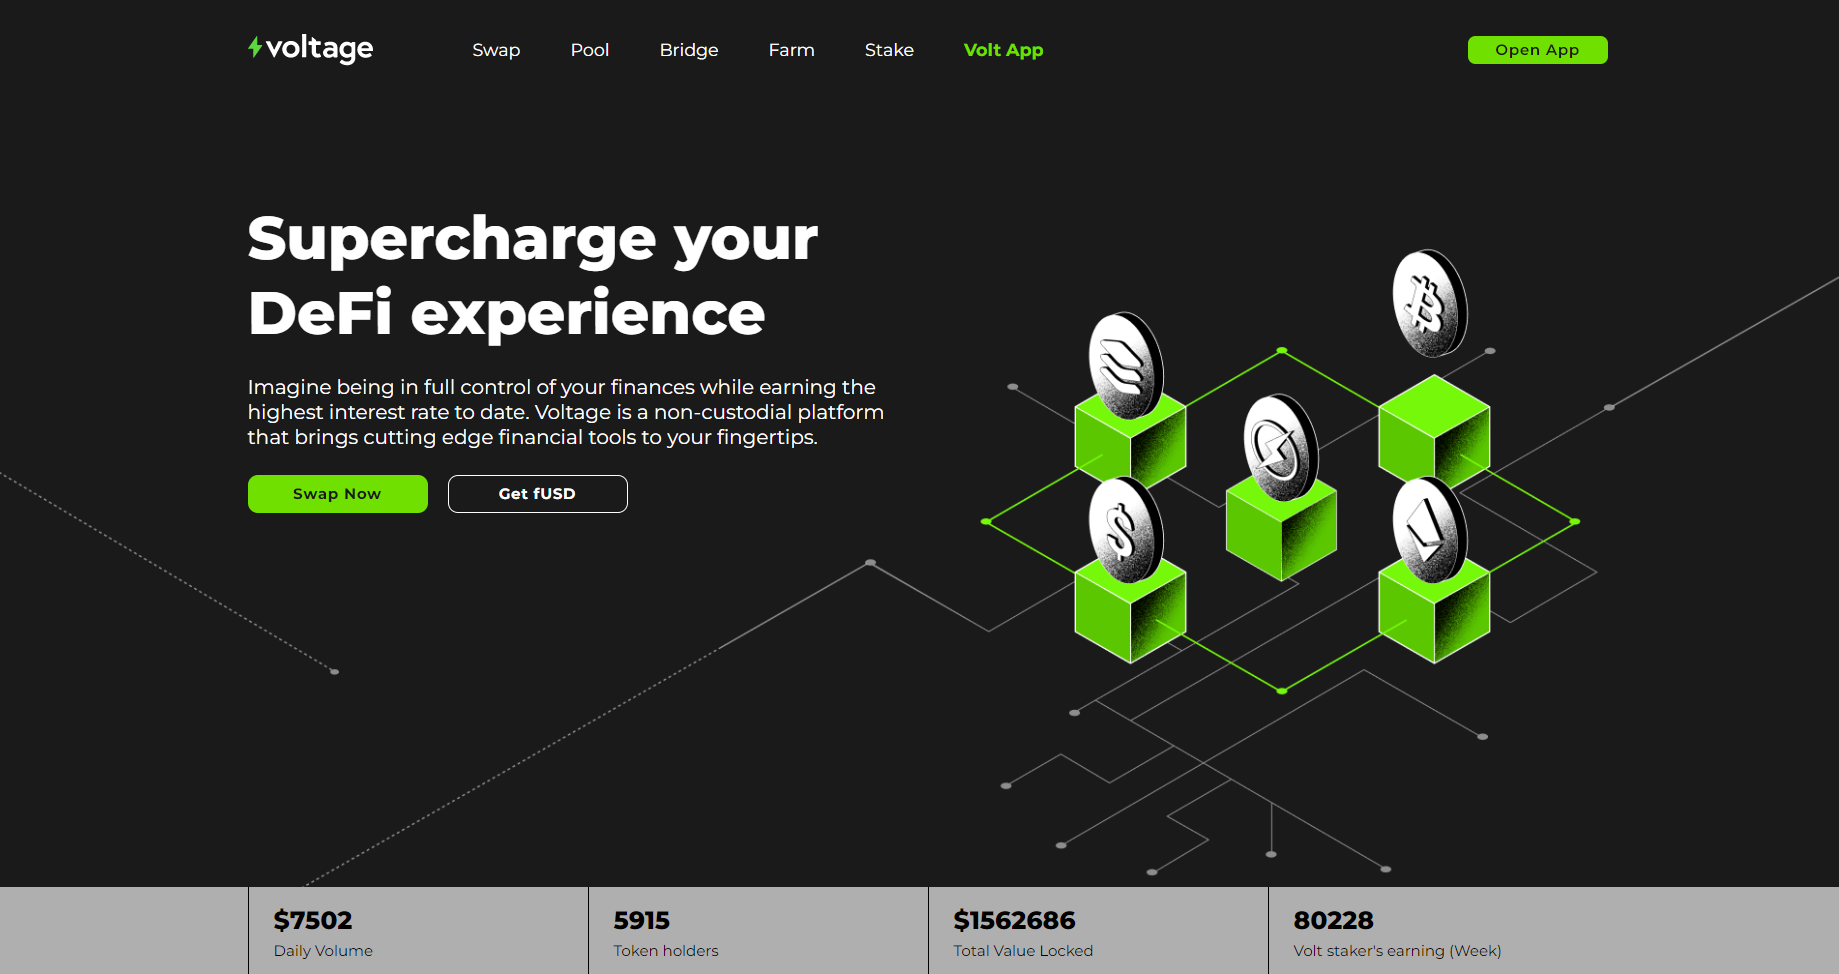 voltage
Swap
Pool
Bridge
Farm
Stake
Volt App
Open App
Supercharge your
DeFi experience
Imagine being in full control of your finances while earning the
highest interest rate to date. Voltage is a non-custodial platform
that brings cutting edge financial tools to your fingertips.
Swap Now
Get fUSD
$7502
Daily Volume
5915
Token holders
$1562686
Total Value Locked
80228
Volt staker's earning (Week)